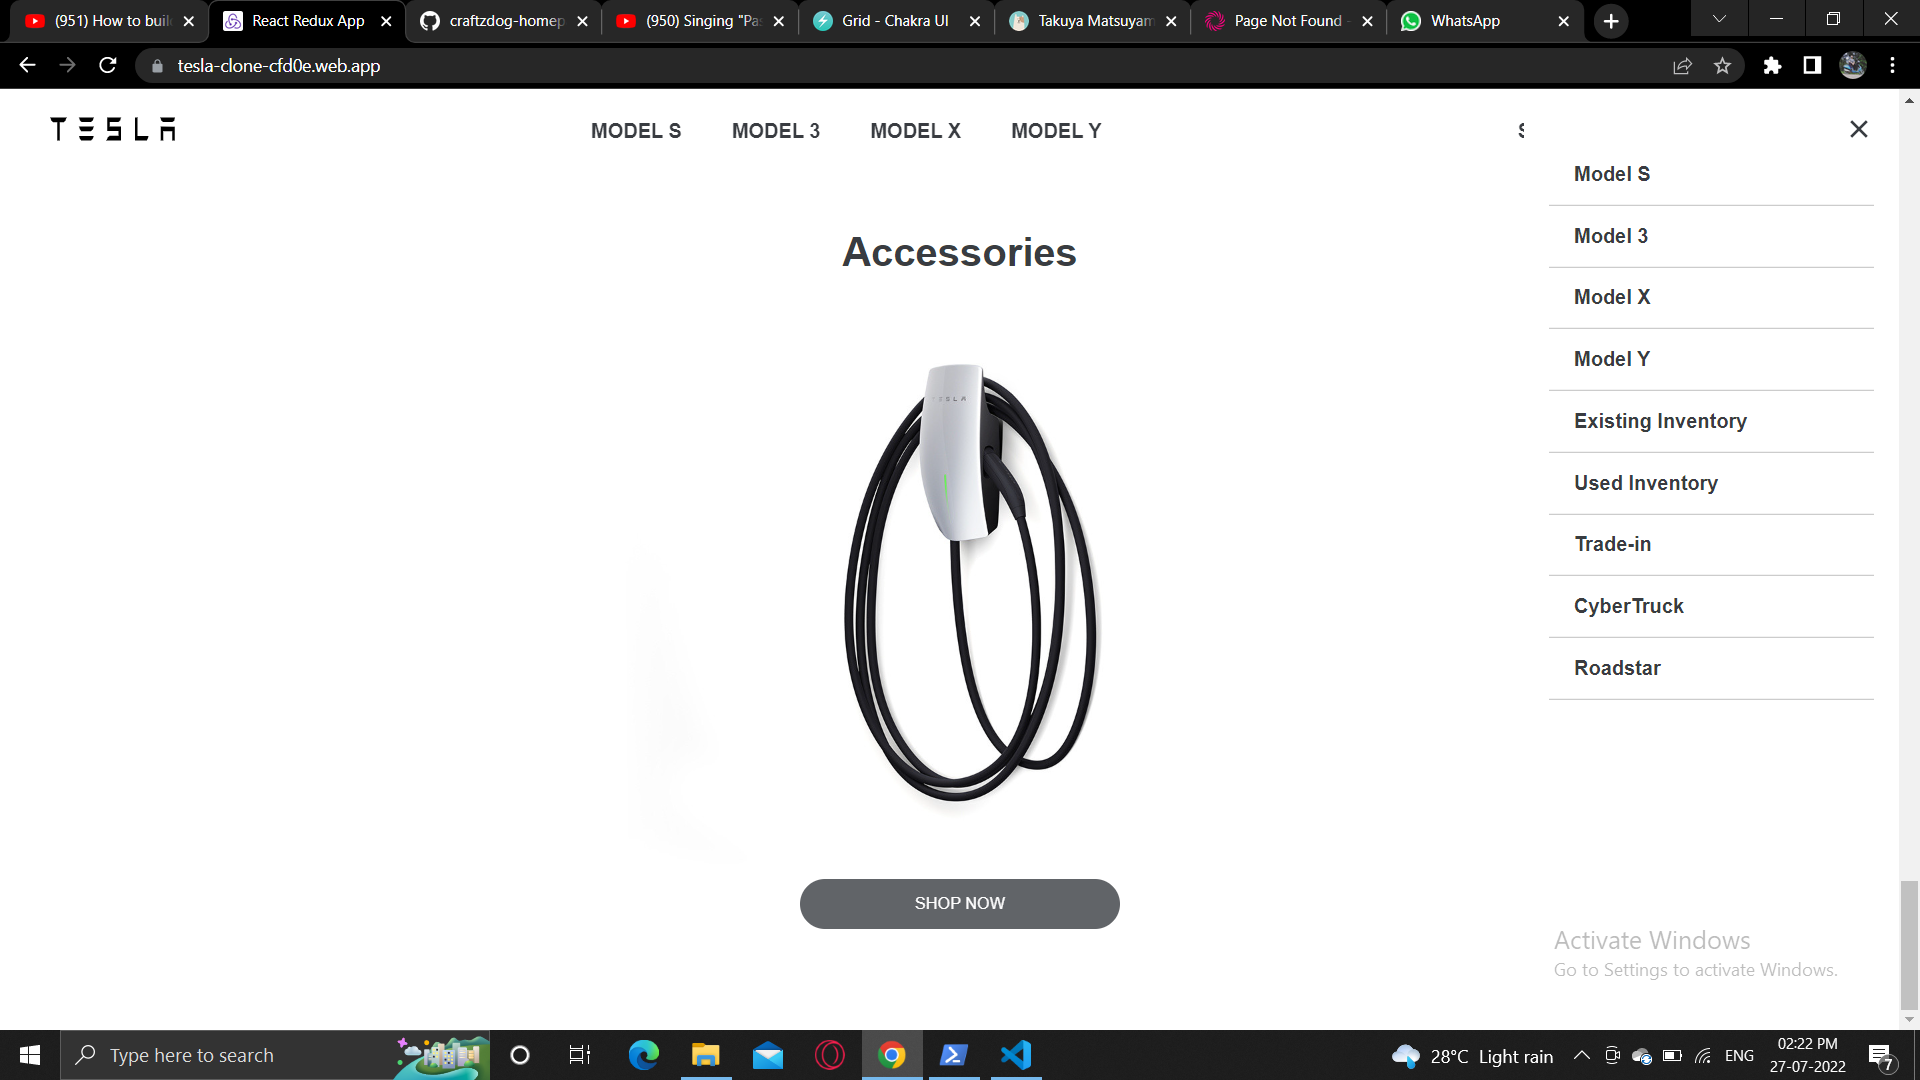 (951) How to buil
React Redux App
craftzdog-homep
(950) Singing "Pas
Grid - Chakra UI
Takuya Matsuyam
Page Not Found -
WhatsApp
tesla-clone-cfd0e.web.app
TESLA
MODEL S
MODEL 3
MODEL X
MODEL Y
Model S
Model 3
Model X
Model Y
Existing Inventory
Used Inventory
Trade-in
CyberTruck
Roadstar
Accessories
TESLA
SHOP NOW
Activate Windows
Go to Settings to activate Windows.
Type here to search
28°C Light rain
ENG
02:22 PM
27-07-2022
7